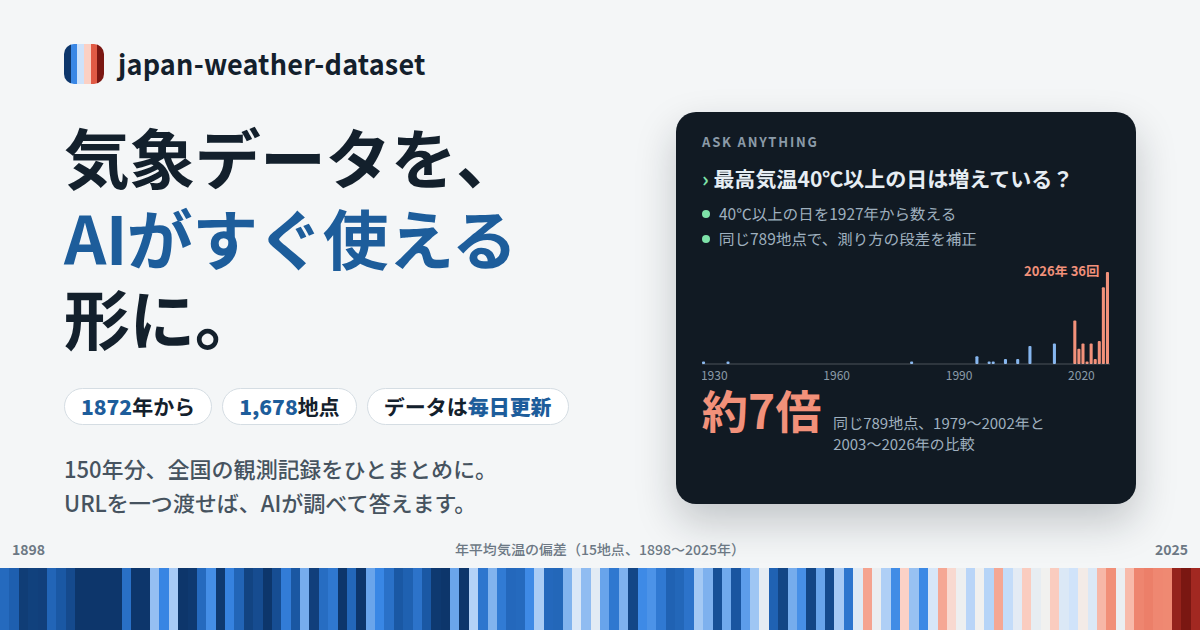 japan-weather-dataset
気象データを、
AIがすぐ使える
形に。
1872年から
1,678地点
データは毎日更新
150年分、全国の観測記録をひとまとめに。
URLを一つ渡せば、AIが調べて答えます。
ASK ANYTHING
› 最高気温40℃以上の日は増えている？
40℃以上の日を1927年から数える
同じ789地点で、測り方の段差を補正
2026年 36回
1930 1960 1990 2020
約7倍
同じ789地点、1979〜2002年と
2003〜2026年の比較
1898
年平均気温の偏差（15地点、1898〜2025年）
2025